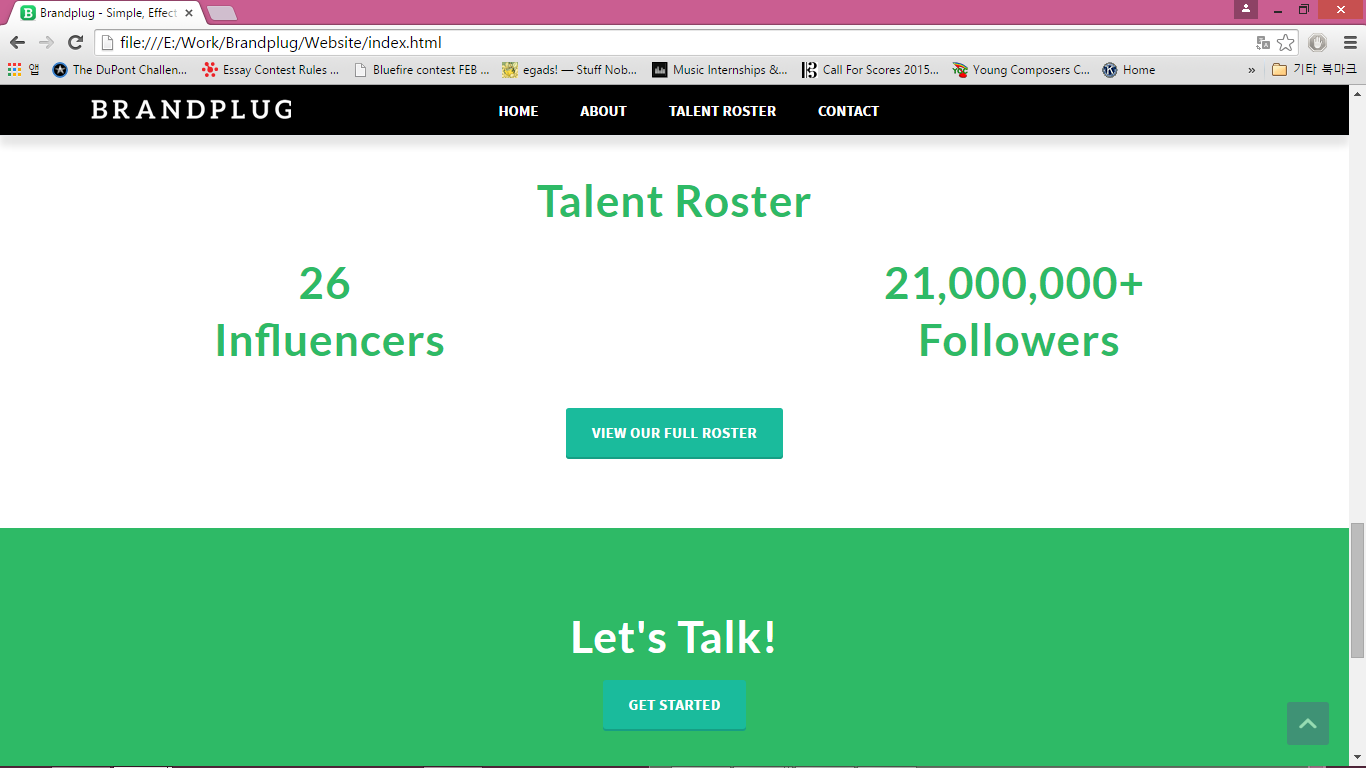 Brandplug - Simple, Effect
file:///E:/Work/Brandplug/Website/index.html
앱 The DuPont Challen... Essay Contest Rules ... Bluefire contest FEB ... egads! — Stuff Nob... Music Internships &... Call For Scores 2015... Young Composers C... Home » 기타 북마크
BRANDPLUG HOME ABOUT TALENT ROSTER CONTACT
Talent Roster
26 21,000,000+
Influencers Followers
VIEW OUR FULL ROSTER
Let's Talk!
GET STARTED